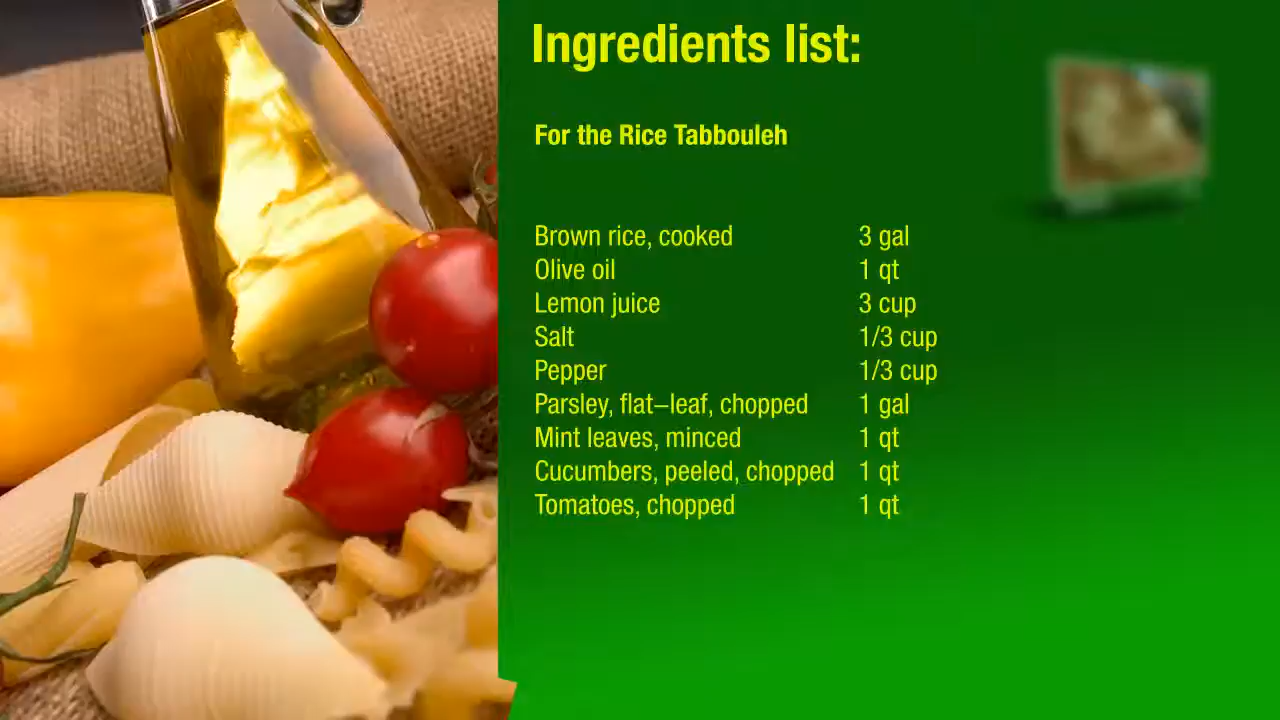 Ingredients list:
For the Rice Tabbouleh
Brown rice, cooked 3 gal
Olive oil 1 qt
Lemon juice 3 cup
Salt 1/3 cup
Pepper 1/3 cup
Parsley, flat–leaf, chopped 1 gal
Mint leaves, minced 1 qt
Cucumbers, peeled, chopped 1 qt
Tomatoes, chopped 1 qt